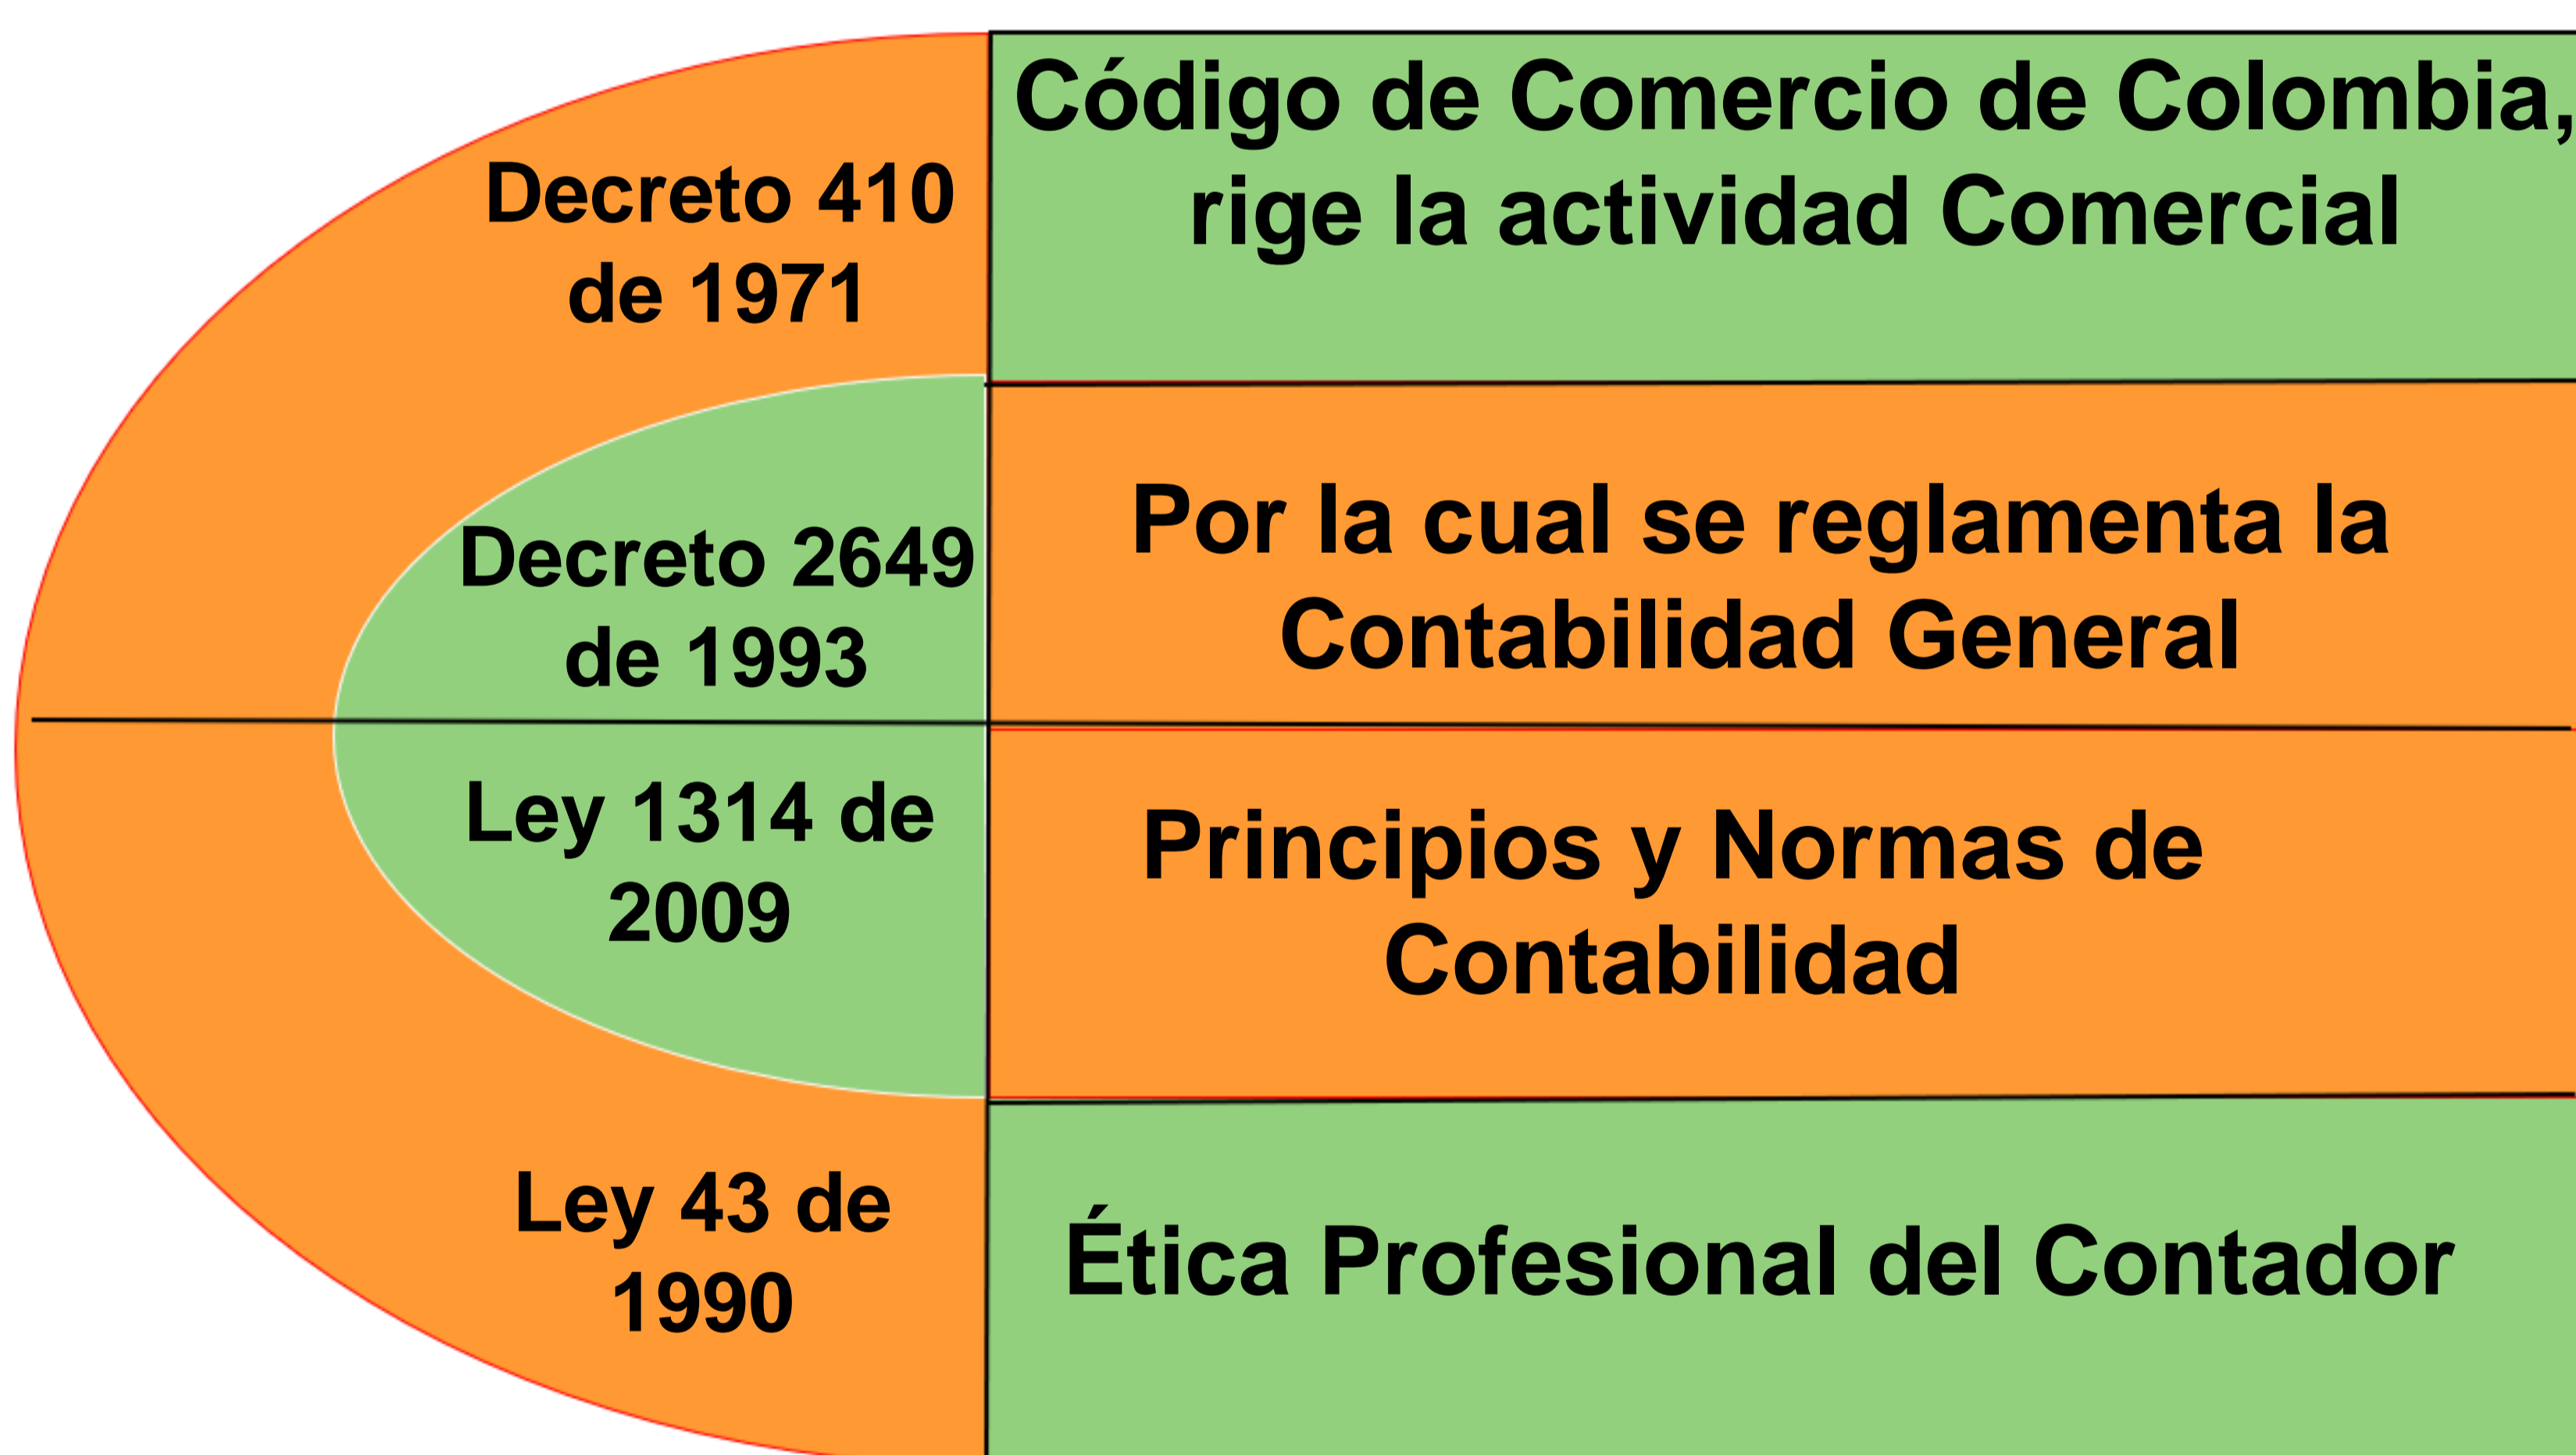 Decreto 410
de 1971
Código de Comercio de Colombia,
rige la actividad Comercial
Decreto 2649
de 1993
Por la cual se reglamenta la
Contabilidad General
Ley 1314 de
2009
Principios y Normas de
Contabilidad
Ley 43 de
1990
Ética Profesional del Contador